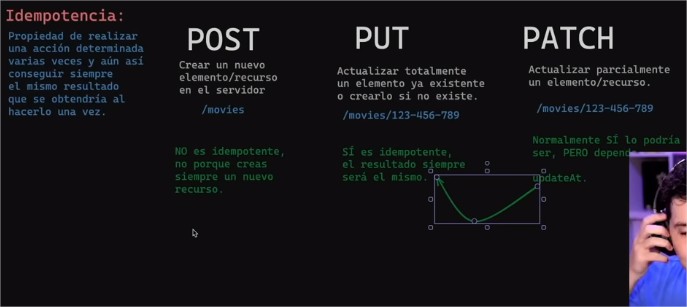 Idempotencia:
Propiedad de realizar
una acción determinada
varias veces y aún así
conseguir siempre
el mismo resultado
que se obtendría al
hacerlo una vez.
POST
Crear un nuevo
elemento/recurso
en el servidor
/movies
NO es idempotente,
no porque creas
siempre un nuevo
recurso.
PUT
Actualizar totalmente
un elemento ya existente
o crearlo si no existe.
/movies/123-456-789
SÍ es idempotente,
el resultado siempre
será el mismo.
PATCH
Actualizar parcialmente
un elemento/recurso.
/movies/123-456-789
Normalmente SÍ lo podría
ser, PERO depende
updateAt.